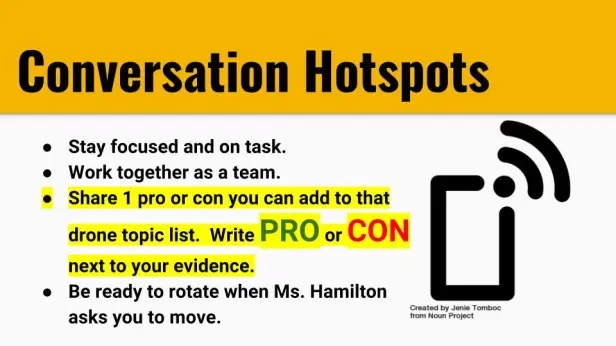 Conversation Hotspots
● Stay focused and on task.
● Work together as a team.
● Share 1 pro or con you can add to that
drone topic list. Write PRO or CON
next to your evidence.
● Be ready to rotate when Ms. Hamilton
asks you to move.
Created by Jenie Tomboc
from Noun Project